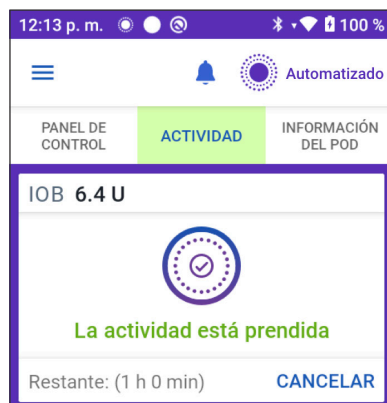 12:13 p. m. 100 %
Automatizado
PANEL DE
CONTROL
ACTIVIDAD
INFORMACIÓN
DEL POD
IOB 6.4 U
La actividad está prendida
Restante: (1 h 0 min) CANCELAR